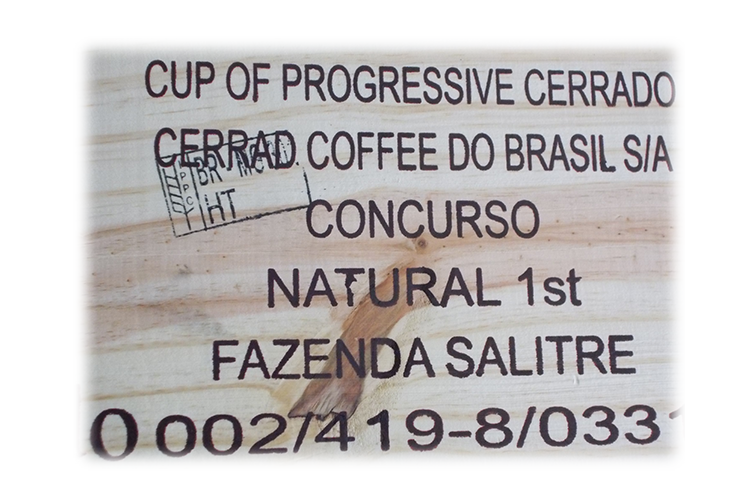 CUP OF PROGRESSIVE CERRADO
CERRAD. COFFEE DO BRASIL S/A
BR
HT
CONCURSO
NATURAL 1st
FAZENDA SALITRE
0 002/419-8/0331